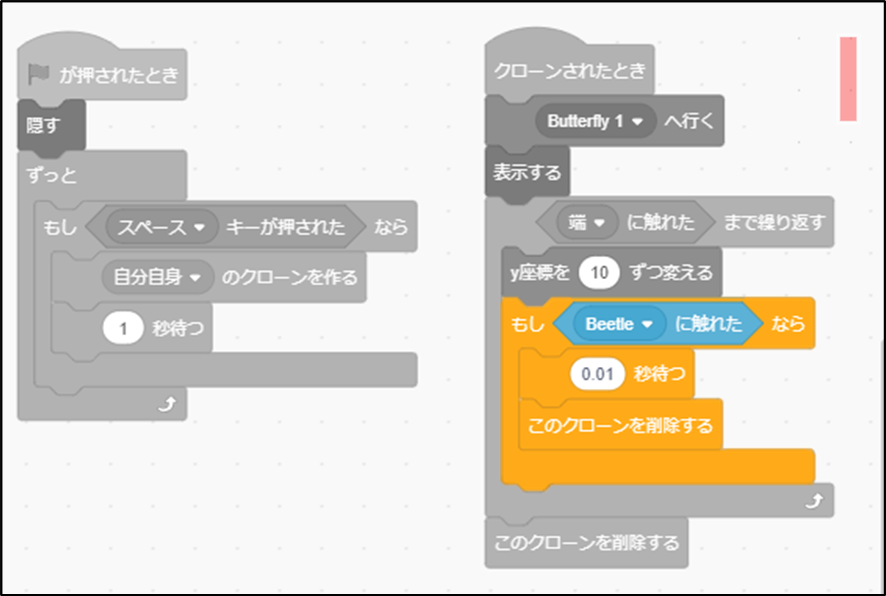 が押されたとき
隠す
ずっと
もし スペース キーが押された なら
自分自身 のクローンを作る
1 秒待つ
クローンされたとき
Butterfly 1 へ行く
表示する
端 に触れた まで繰り返す
y座標を 10 ずつ変える
もし Beetle に触れた なら
0.01 秒待つ
このクローンを削除する
このクローンを削除する